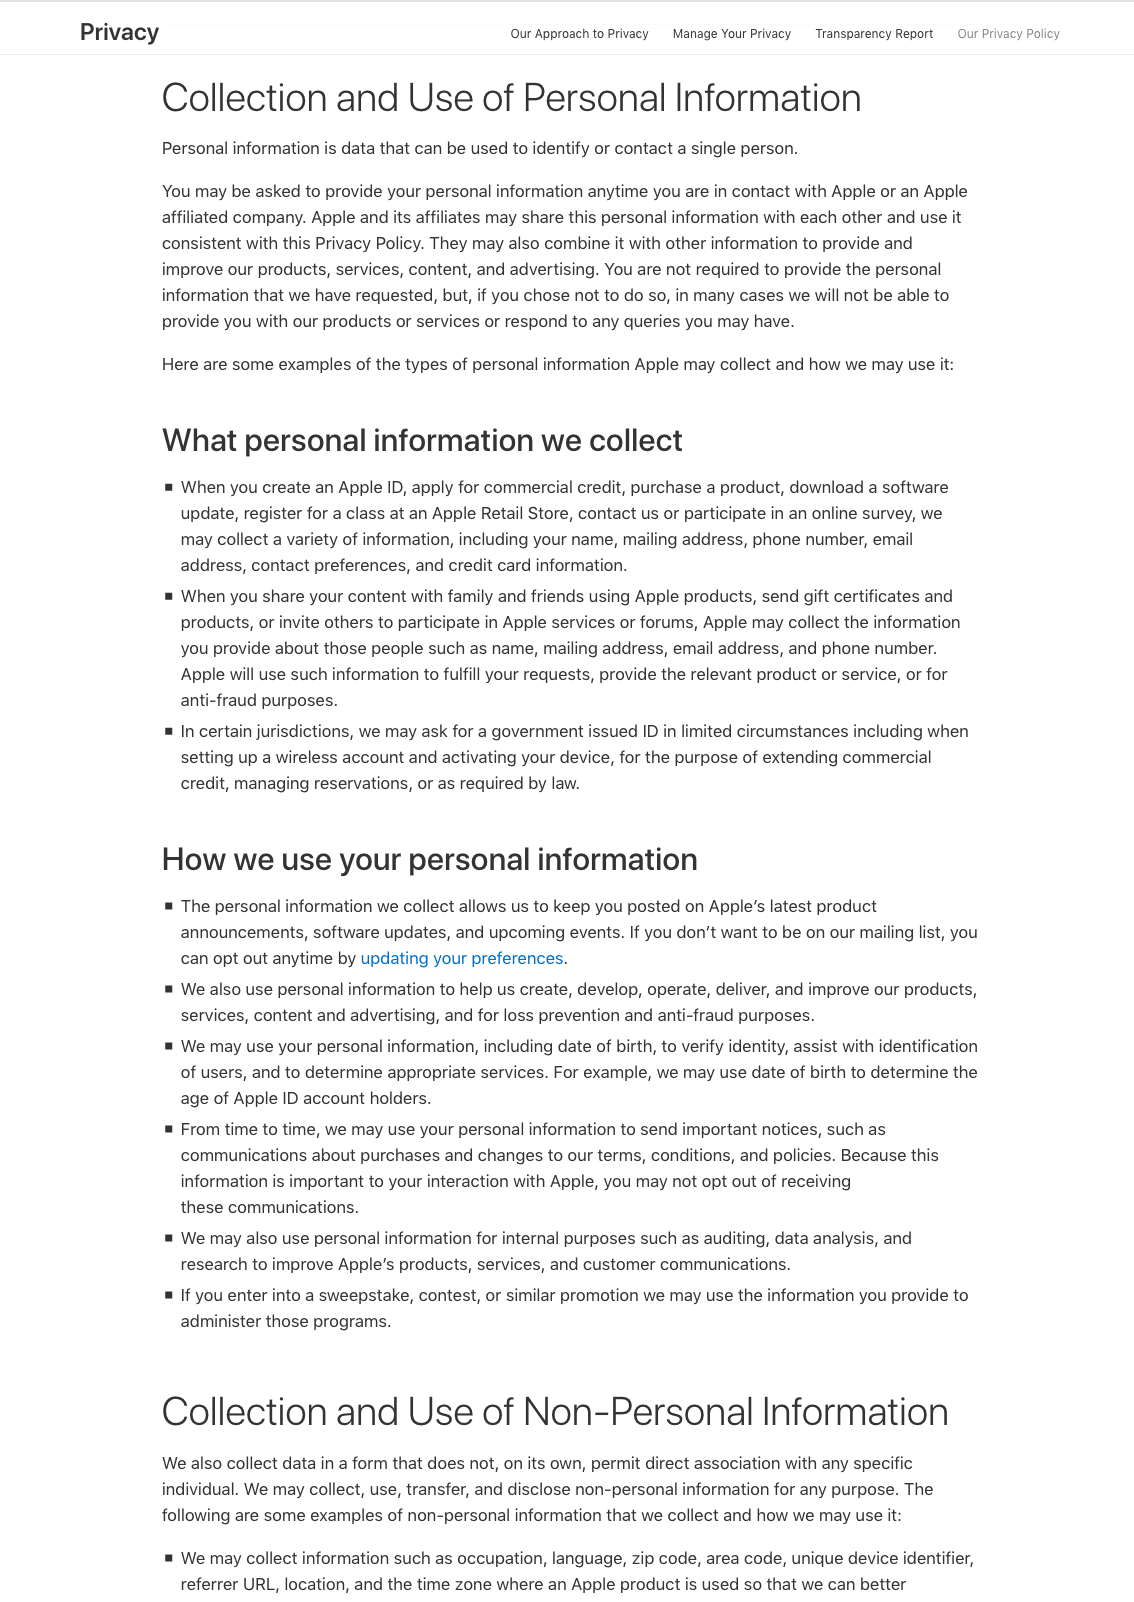 Privacy
Our Approach to Privacy Manage Your Privacy Transparency Report Our Privacy Policy
Collection and Use of Personal Information
Personal information is data that can be used to identify or contact a single person.
You may be asked to provide your personal information anytime you are in contact with Apple or an Apple
affiliated company. Apple and its affiliates may share this personal information with each other and use it
consistent with this Privacy Policy. They may also combine it with other information to provide and
improve our products, services, content, and advertising. You are not required to provide the personal
information that we have requested, but, if you chose not to do so, in many cases we will not be able to
provide you with our products or services or respond to any queries you may have.
Here are some examples of the types of personal information Apple may collect and how we may use it:
What personal information we collect
▪ When you create an Apple ID, apply for commercial credit, purchase a product, download a software
update, register for a class at an Apple Retail Store, contact us or participate in an online survey, we
may collect a variety of information, including your name, mailing address, phone number, email
address, contact preferences, and credit card information.
▪ When you share your content with family and friends using Apple products, send gift certificates and
products, or invite others to participate in Apple services or forums, Apple may collect the information
you provide about those people such as name, mailing address, email address, and phone number.
Apple will use such information to fulfill your requests, provide the relevant product or service, or for
anti-fraud purposes.
▪ In certain jurisdictions, we may ask for a government issued ID in limited circumstances including when
setting up a wireless account and activating your device, for the purpose of extending commercial
credit, managing reservations, or as required by law.
How we use your personal information
▪ The personal information we collect allows us to keep you posted on Apple’s latest product
announcements, software updates, and upcoming events. If you don’t want to be on our mailing list, you
can opt out anytime by updating your preferences.
▪ We also use personal information to help us create, develop, operate, deliver, and improve our products,
services, content and advertising, and for loss prevention and anti-fraud purposes.
▪ We may use your personal information, including date of birth, to verify identity, assist with identification
of users, and to determine appropriate services. For example, we may use date of birth to determine the
age of Apple ID account holders.
▪ From time to time, we may use your personal information to send important notices, such as
communications about purchases and changes to our terms, conditions, and policies. Because this
information is important to your interaction with Apple, you may not opt out of receiving
these communications.
▪ We may also use personal information for internal purposes such as auditing, data analysis, and
research to improve Apple’s products, services, and customer communications.
▪ If you enter into a sweepstake, contest, or similar promotion we may use the information you provide to
administer those programs.
Collection and Use of Non-Personal Information
We also collect data in a form that does not, on its own, permit direct association with any specific
individual. We may collect, use, transfer, and disclose non-personal information for any purpose. The
following are some examples of non-personal information that we collect and how we may use it:
▪ We may collect information such as occupation, language, zip code, area code, unique device identifier,
referrer URL, location, and the time zone where an Apple product is used so that we can better